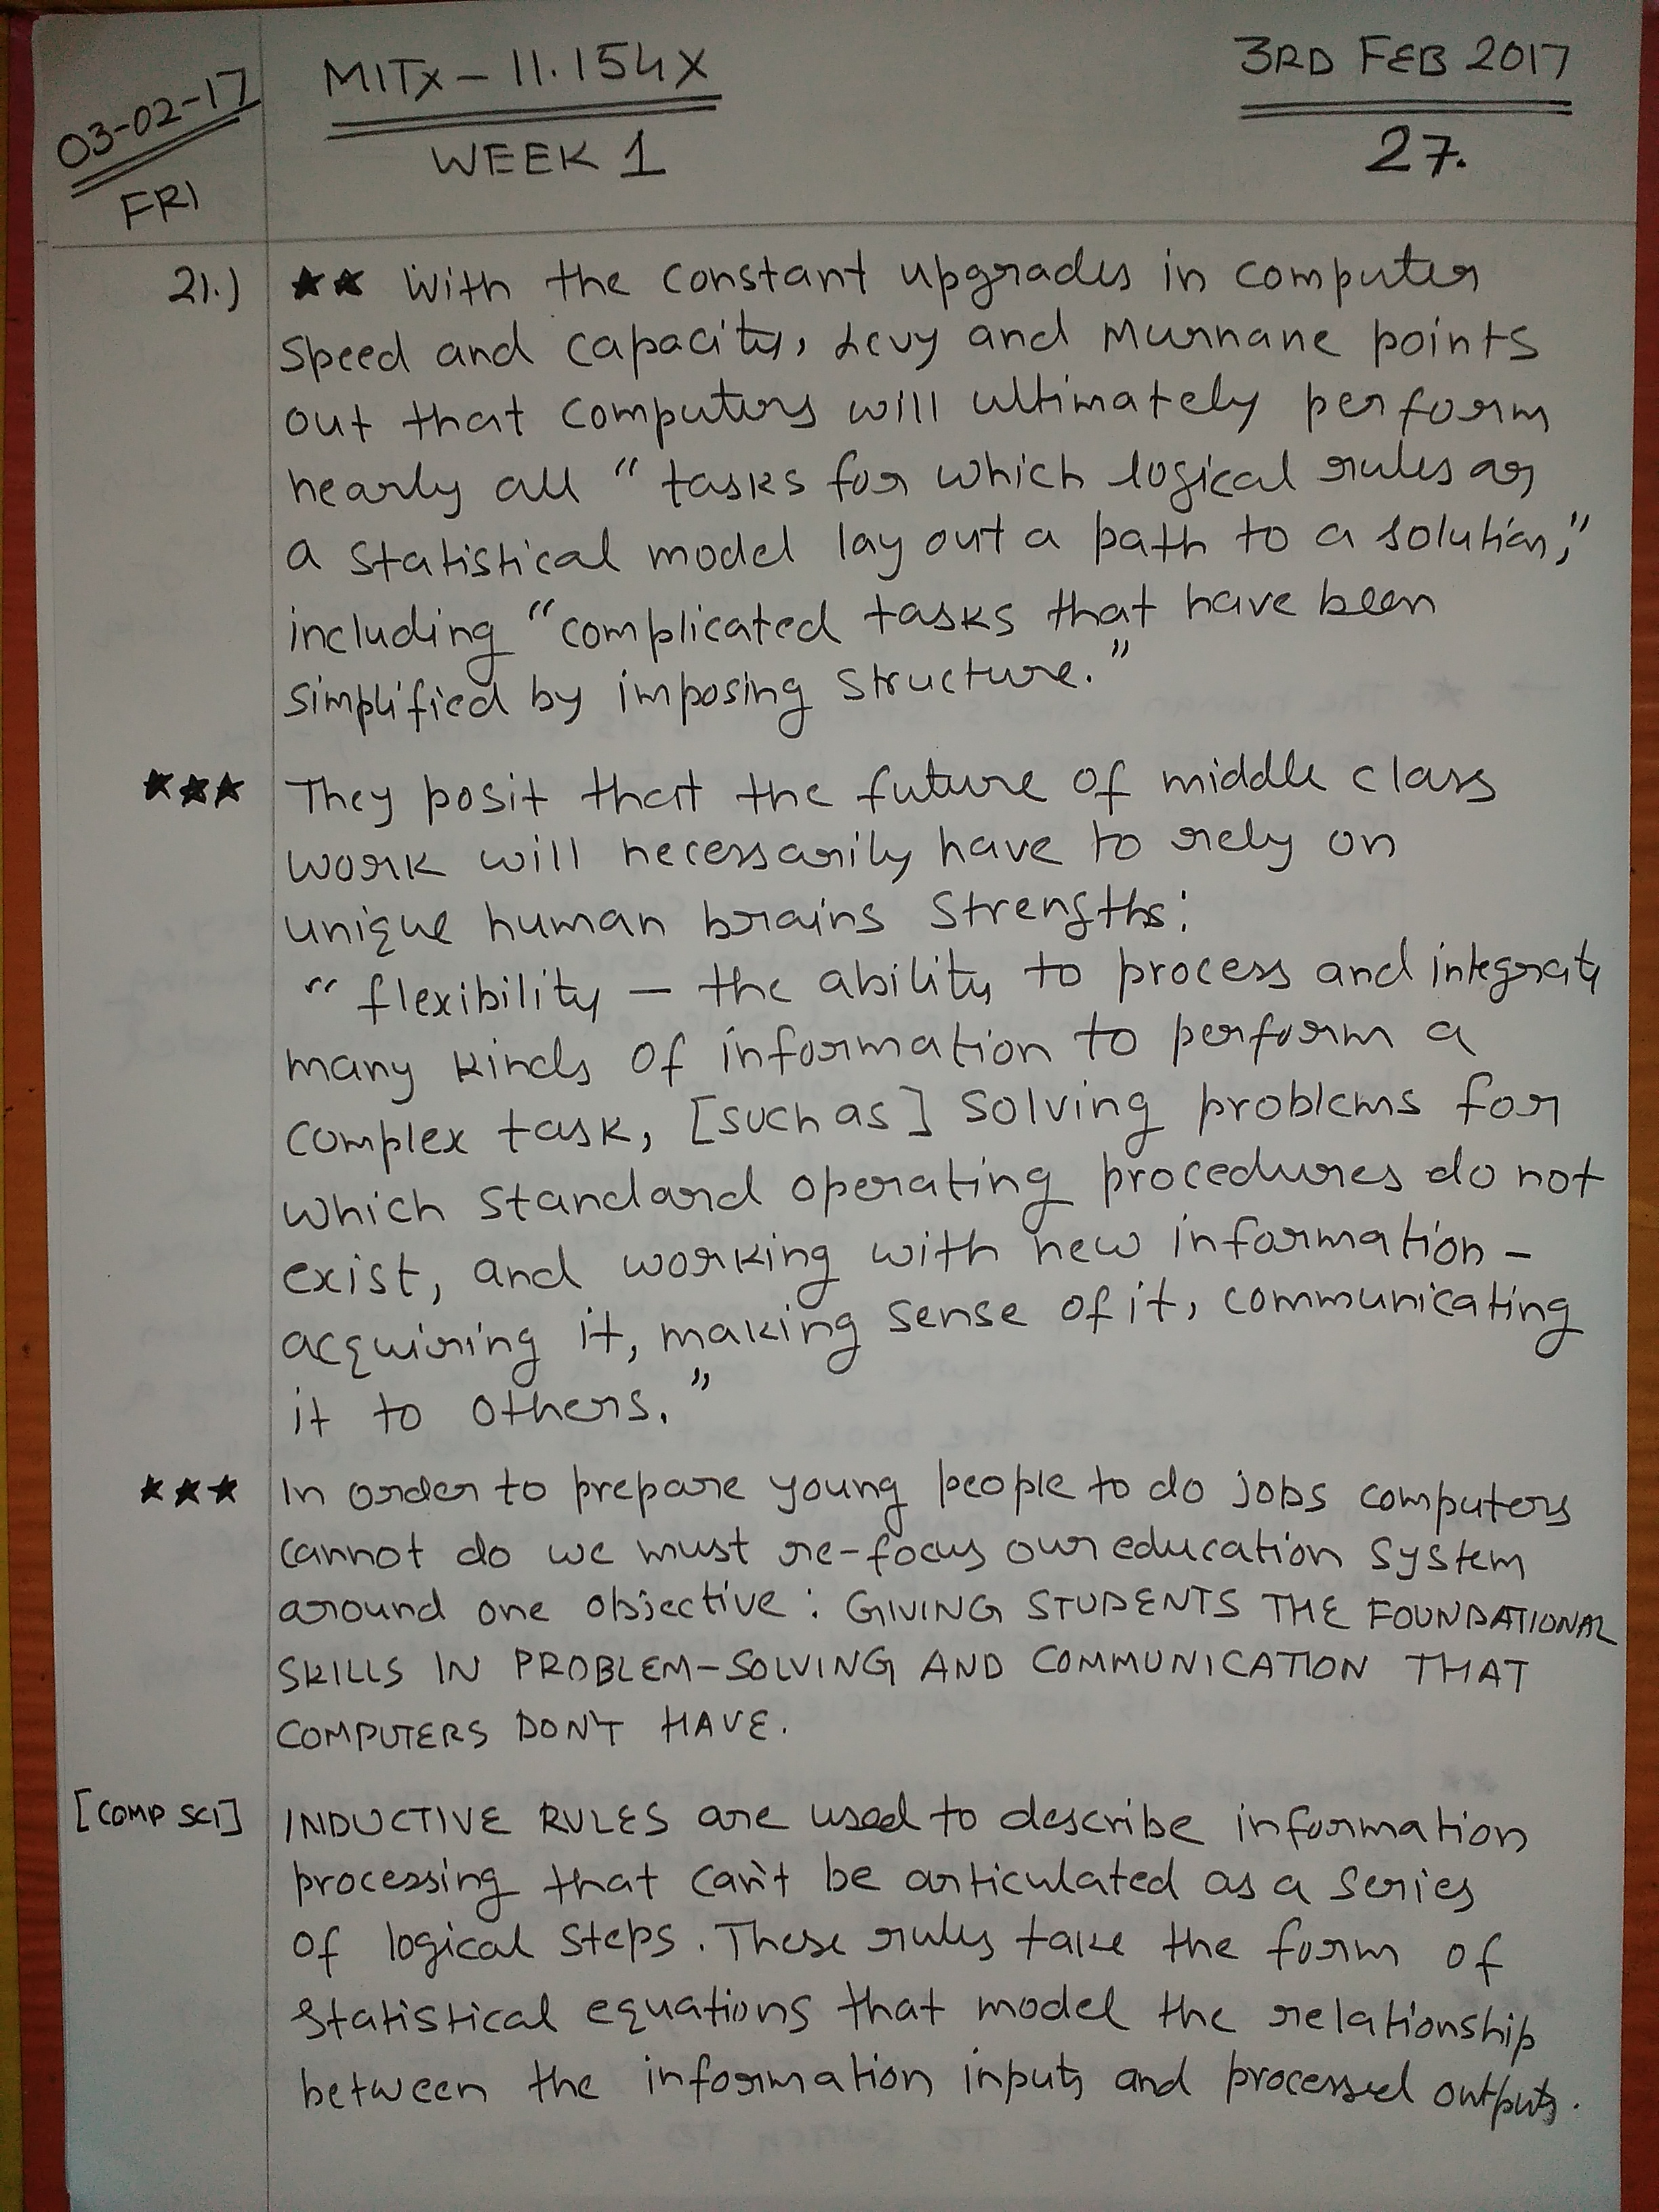 03-02-17
FRI
MITx - 11.154x
WEEK 1
3RD FEB 2017
27.
21.) ★★ With the constant upgrades in computer
speed and capacity, Levy and Murnane points
out that computers will ultimately perform
nearly all "tasks for which logical rules or
a statistical model lay out a path to a solution,"
including "complicated tasks that have been
simplified by imposing structure."
★★★ They posit that the future of middle class
work will necessarily have to rely on
unique human brains strengths:
"flexibility — the ability to process and integrate
many kinds of information to perform a
complex task, [such as] solving problems for
which standard operating procedures do not
exist, and working with new information -
acquiring it, making sense of it, communicating
it to others."
★★★ In order to prepare young people to do jobs computers
cannot do we must re-focus our education system
around one objective : GIVING STUDENTS THE FOUNDATIONAL
SKILLS IN PROBLEM-SOLVING AND COMMUNICATION THAT
COMPUTERS DON'T HAVE.
[COMP SCI] INDUCTIVE RULES are used to describe information
processing that can't be articulated as a series
of logical steps. These rules take the form of
statistical equations that model the relationship
between the information inputs and processed outputs.